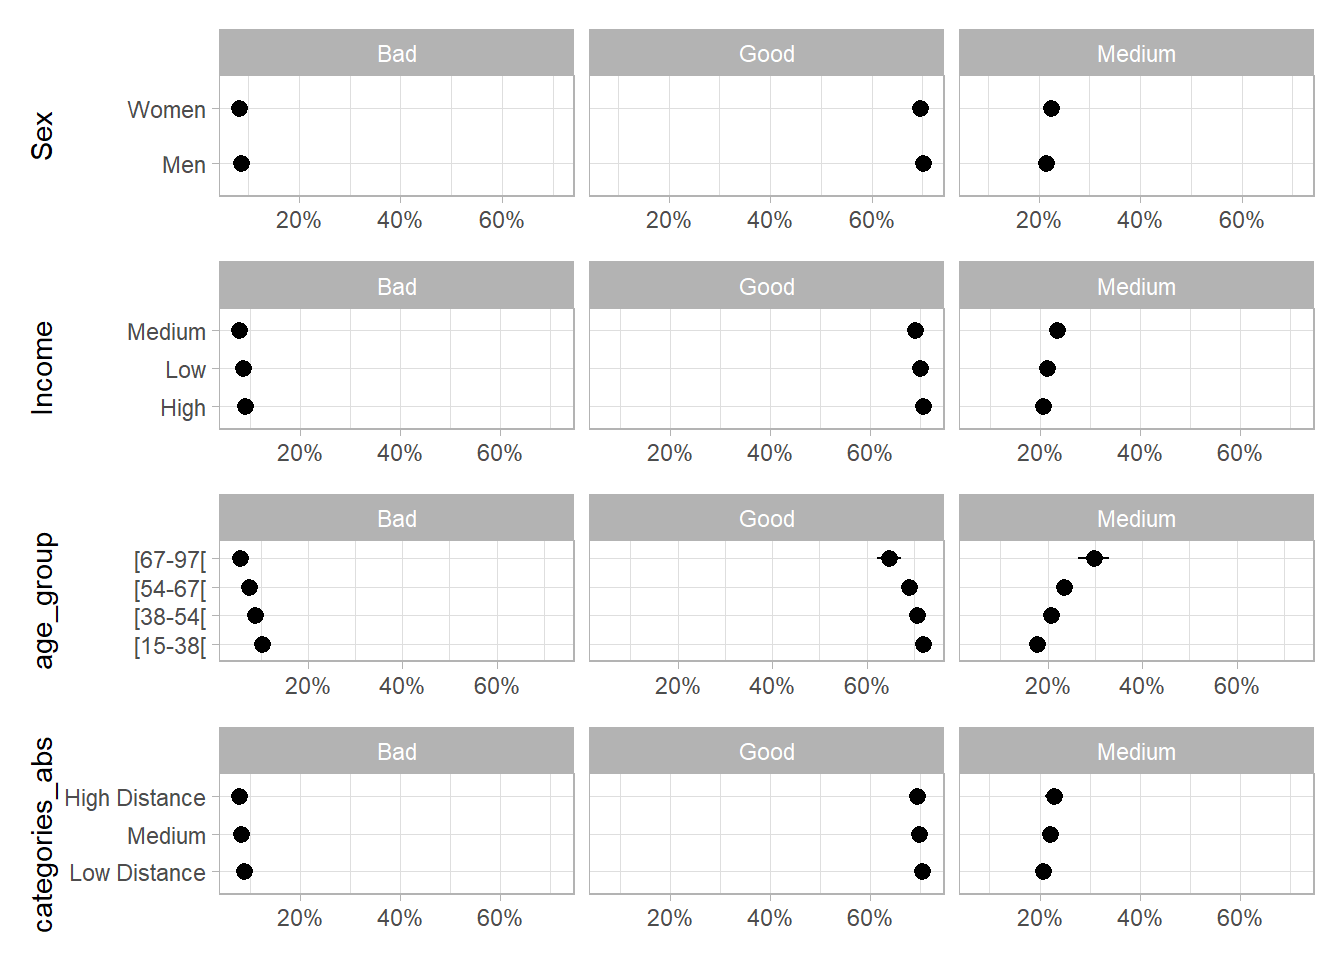 Sex
Bad Good Medium
Women
Men
20% 40% 60% 20% 40% 60% 20% 40% 60%
Income
Bad Good Medium
Medium
Low
High
20% 40% 60% 20% 40% 60% 20% 40% 60%
age_group
Bad Good Medium
[67-97[
[54-67[
[38-54[
[15-38[
20% 40% 60% 20% 40% 60% 20% 40% 60%
categories_abs
Bad Good Medium
High Distance
Medium
Low Distance
20% 40% 60% 20% 40% 60% 20% 40% 60%